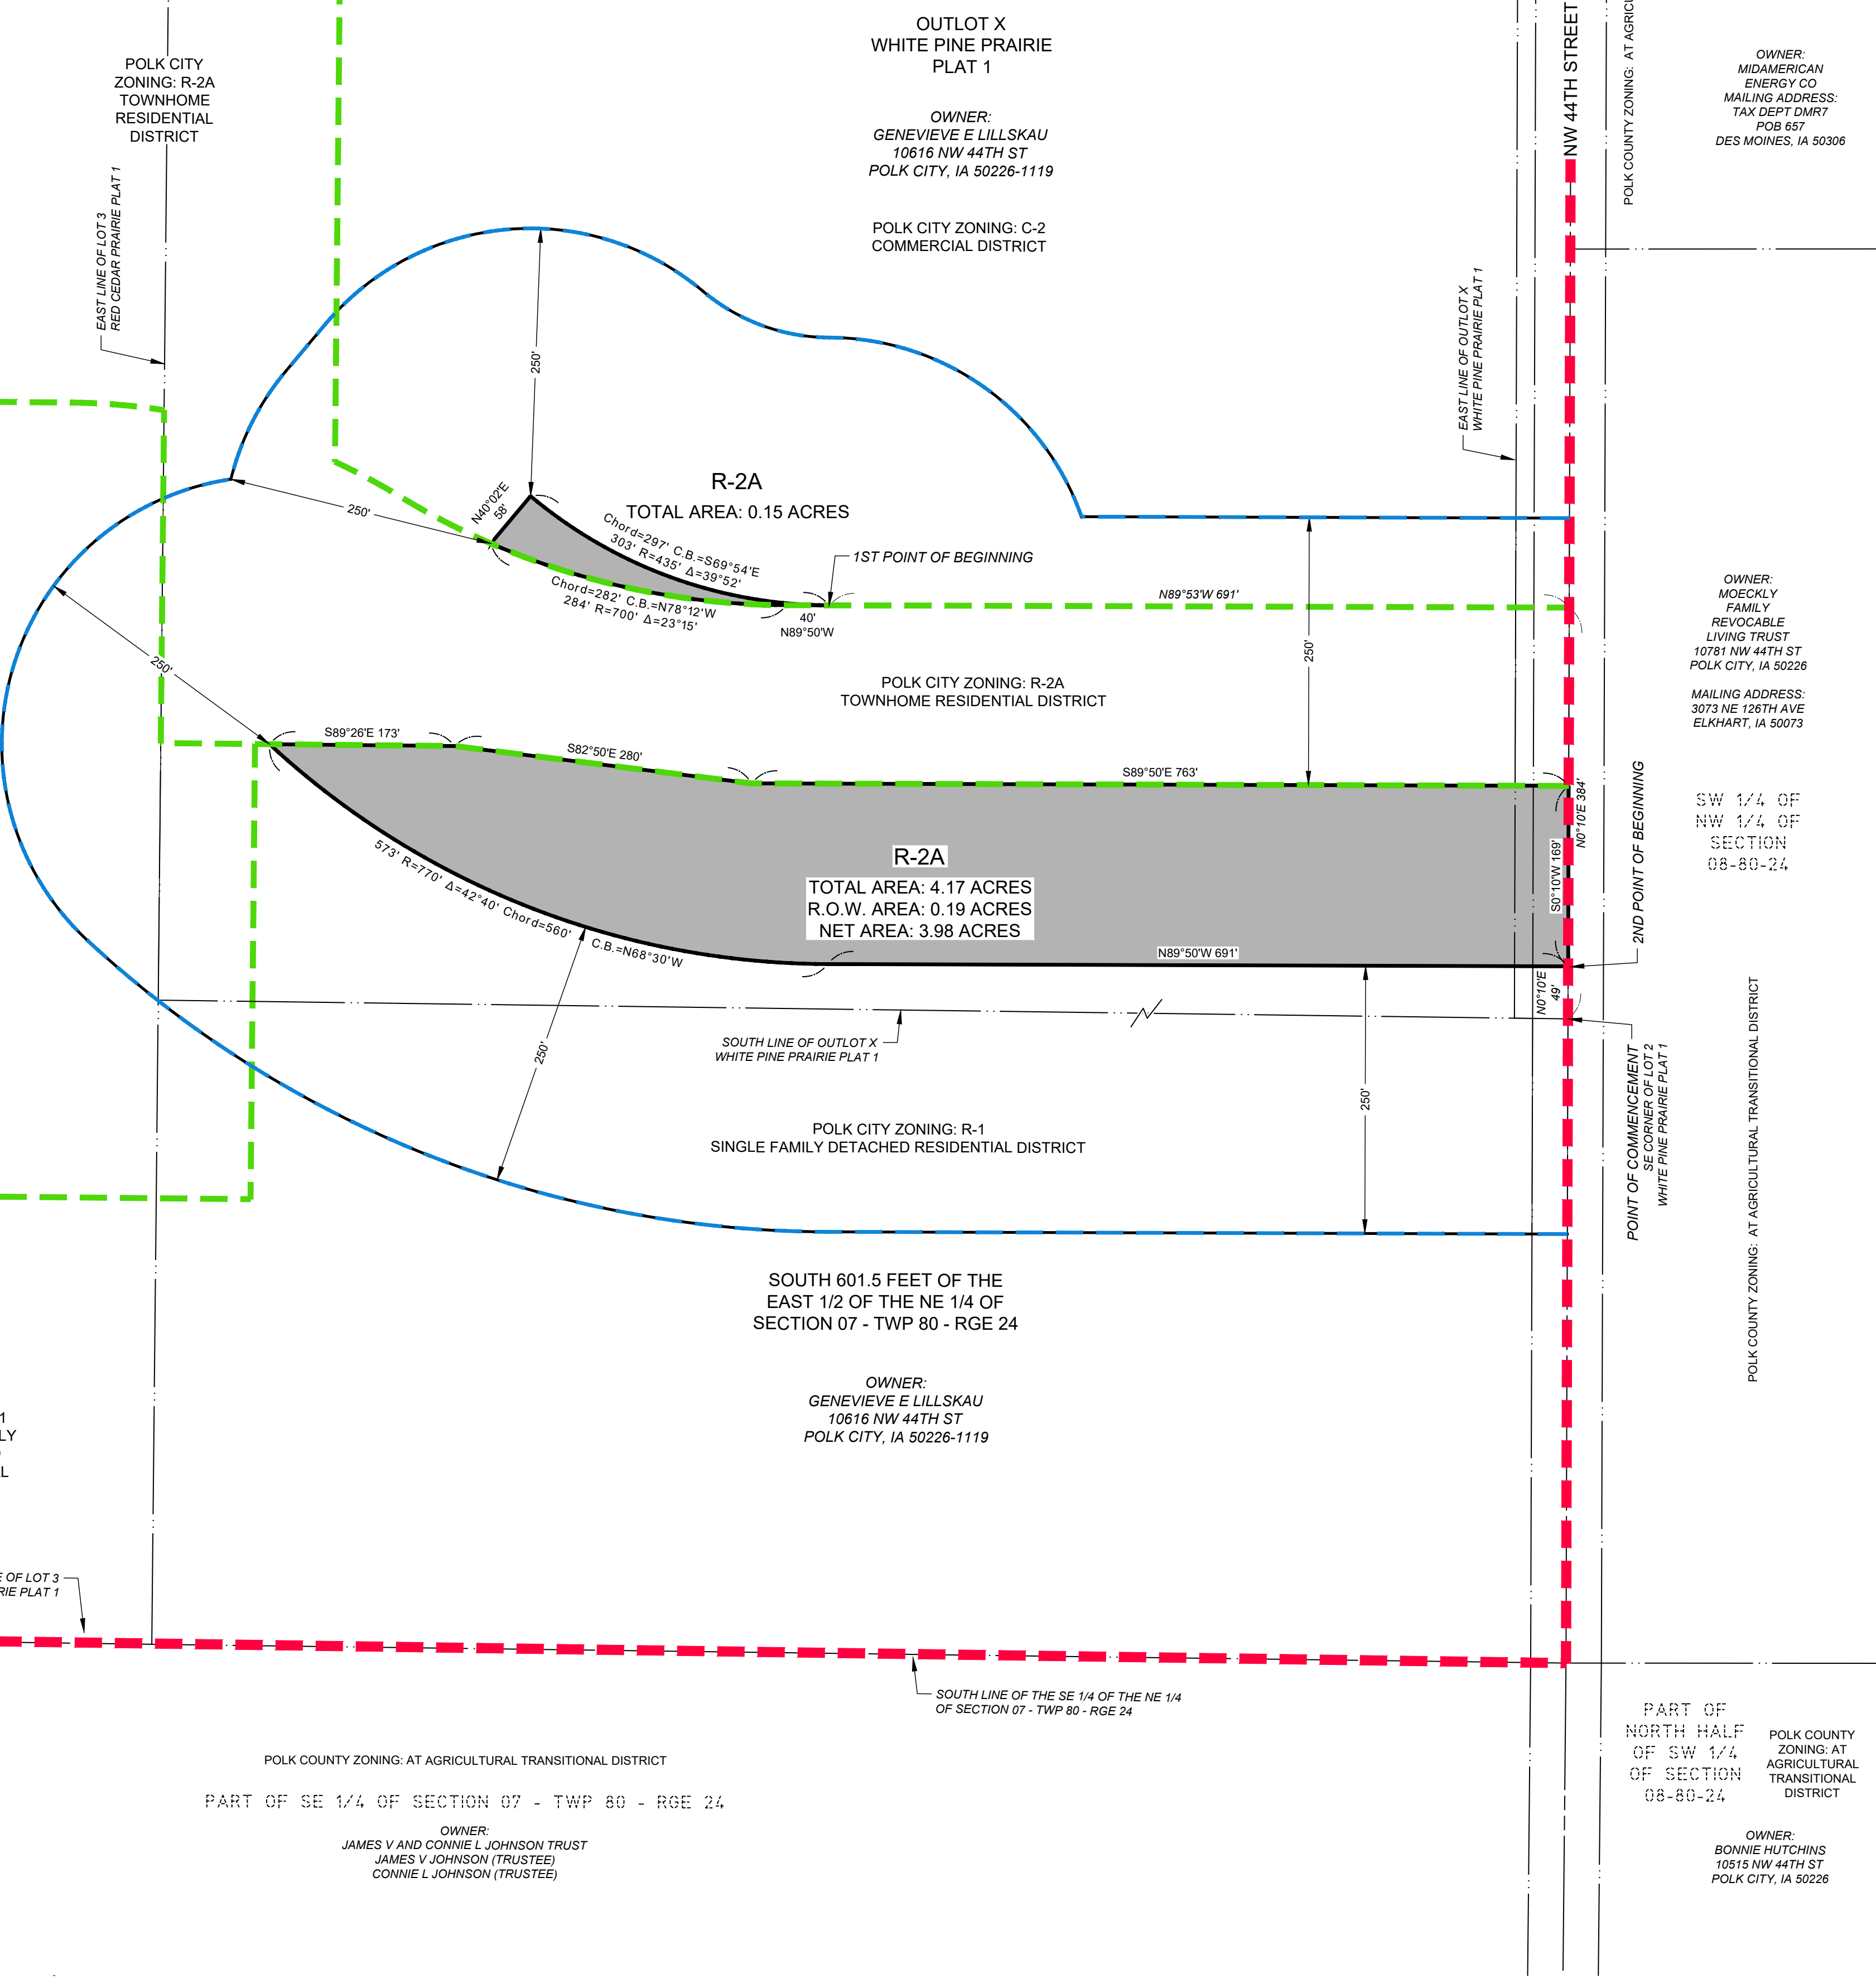 OUTLOT X
WHITE PINE PRAIRIE
PLAT 1
OWNER:
GENEVIEVE E LILLSKAU
10616 NW 44TH ST
POLK CITY, IA 50226-1119
POLK CITY ZONING: C-2
COMMERCIAL DISTRICT
POLK CITY
ZONING: R-2A
TOWNHOME
RESIDENTIAL
DISTRICT
EAST LINE OF LOT 3
RED CEDAR PRAIRIE PLAT 1
NW 44TH STREET
POLK COUNTY ZONING: AT AGRICU
OWNER:
MIDAMERICAN
ENERGY CO
MAILING ADDRESS:
TAX DEPT DMR7
POB 657
DES MOINES, IA 50306
EAST LINE OF OUTLOT X
WHITE PINE PRAIRIE PLAT 1
250'
250'
N40°02'E
58'
R-2A
TOTAL AREA: 0.15 ACRES
Chord=297' C.B.=S69°54'E
303' R=435' Δ=39°52'
1ST POINT OF BEGINNING
Chord=282' C.B.=N78°12'W
284' R=700' Δ=23°15'
40'
N89°50'W
N89°53'W 691'
250'
250'
OWNER:
MOECKLY
FAMILY
REVOCABLE
LIVING TRUST
10781 NW 44TH ST
POLK CITY, IA 50226
MAILING ADDRESS:
3073 NE 126TH AVE
ELKHART, IA 50073
POLK CITY ZONING: R-2A
TOWNHOME RESIDENTIAL DISTRICT
S89°26'E 173'
S82°50'E 280'
S89°50'E 763'
N0°10'E 384'
S0°10'W 169'
2ND POINT OF BEGINNING
SW 1/4 OF
NW 1/4 OF
SECTION
08-80-24
R-2A
TOTAL AREA: 4.17 ACRES
R.O.W. AREA: 0.19 ACRES
NET AREA: 3.98 ACRES
573' R=770' Δ=42°40' Chord=560' C.B.=N68°30'W
N89°50'W 691'
N0°10'E
49'
SOUTH LINE OF OUTLOT X
WHITE PINE PRAIRIE PLAT 1
250'
250'
POINT OF COMMENCEMENT
SE CORNER OF LOT 2
WHITE PINE PRAIRIE PLAT 1
POLK COUNTY ZONING: AT AGRICULTURAL TRANSITIONAL DISTRICT
POLK CITY ZONING: R-1
SINGLE FAMILY DETACHED RESIDENTIAL DISTRICT
SOUTH 601.5 FEET OF THE
EAST 1/2 OF THE NE 1/4 OF
SECTION 07 - TWP 80 - RGE 24
OWNER:
GENEVIEVE E LILLSKAU
10616 NW 44TH ST
POLK CITY, IA 50226-1119
1
LY
L
E OF LOT 3
RIE PLAT 1
SOUTH LINE OF THE SE 1/4 OF THE NE 1/4
OF SECTION 07 - TWP 80 - RGE 24
POLK COUNTY ZONING: AT AGRICULTURAL TRANSITIONAL DISTRICT
PART OF SE 1/4 OF SECTION 07 - TWP 80 - RGE 24
OWNER:
JAMES V AND CONNIE L JOHNSON TRUST
JAMES V JOHNSON (TRUSTEE)
CONNIE L JOHNSON (TRUSTEE)
PART OF
NORTH HALF
OF SW 1/4
OF SECTION
08-80-24
POLK COUNTY
ZONING: AT
AGRICULTURAL
TRANSITIONAL
DISTRICT
OWNER:
BONNIE HUTCHINS
10515 NW 44TH ST
POLK CITY, IA 50226